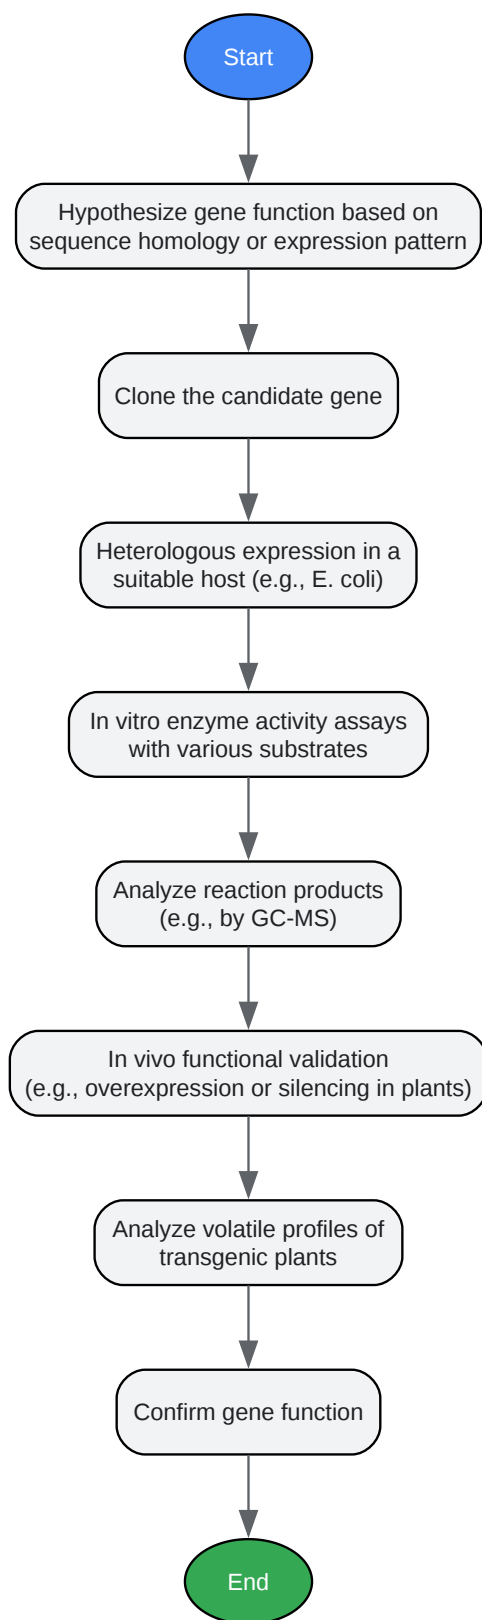 Start
Hypothesize gene function based on
sequence homology or expression pattern
Clone the candidate gene
Heterologous expression in a
suitable host (e.g., E. coli)
In vitro enzyme activity assays
with various substrates
Analyze reaction products
(e.g., by GC-MS)
In vivo functional validation
(e.g., overexpression or silencing in plants)
Analyze volatile profiles of
transgenic plants
Confirm gene function
End